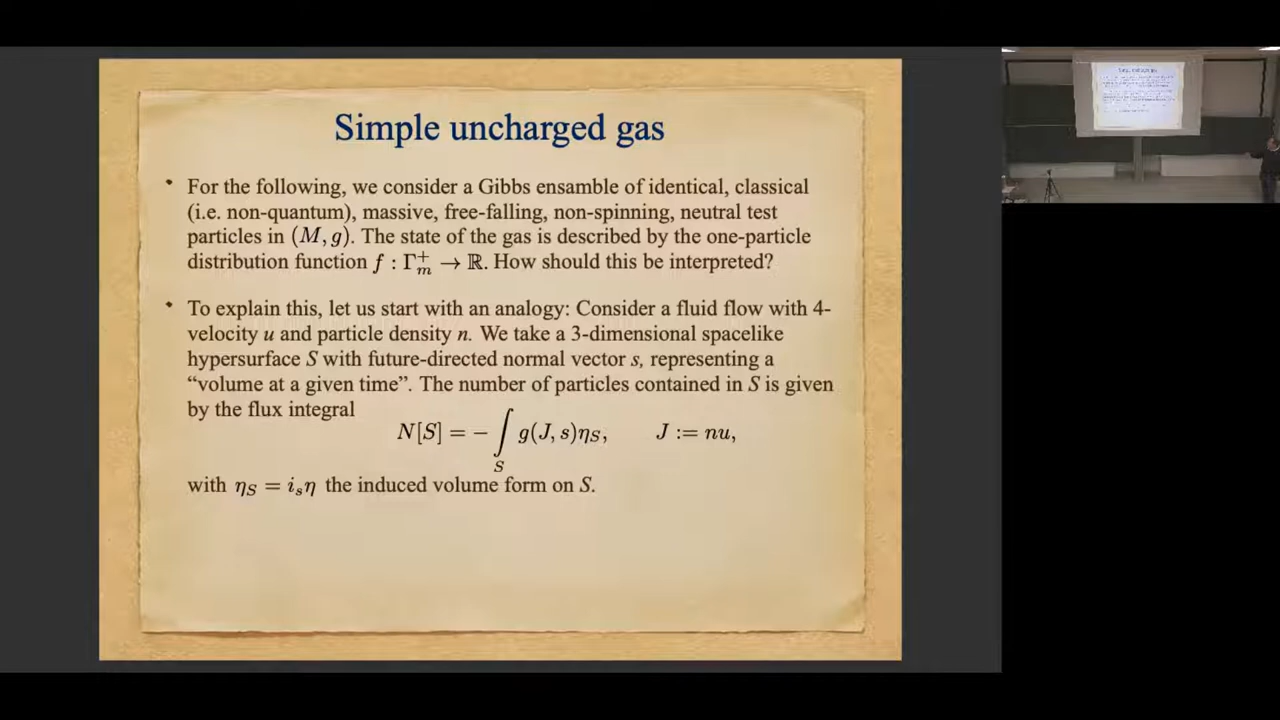 Simple uncharged gas
• For the following, we consider a Gibbs ensamble of identical, classical
(i.e. non-quantum), massive, free-falling, non-spinning, neutral test
particles in (M, g). The state of the gas is described by the one-particle
distribution function f : Γ_m^+ → ℝ. How should this be interpreted?
• To explain this, let us start with an analogy: Consider a fluid flow with 4-
velocity u and particle density n. We take a 3-dimensional spacelike
hypersurface S with future-directed normal vector s, representing a
“volume at a given time”. The number of particles contained in S is given
by the flux integral
N[S] = − ∫_S g(J, s)η_S, J := nu,
with η_S = i_sη the induced volume form on S.